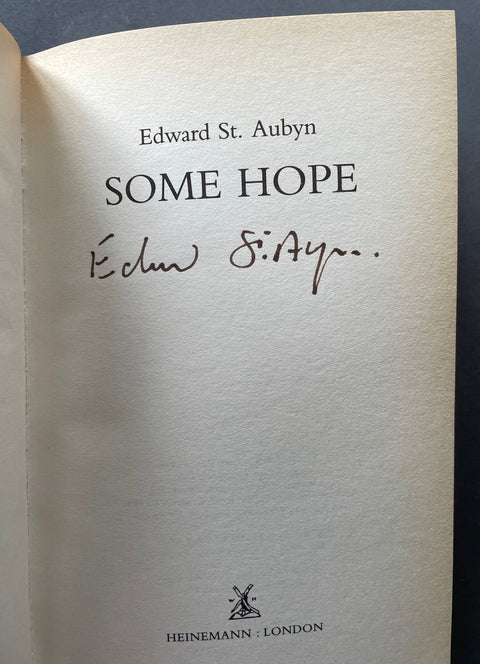 Edward St. Aubyn
SOME HOPE
Edward St. Aubyn
W H
HEINEMANN : LONDON